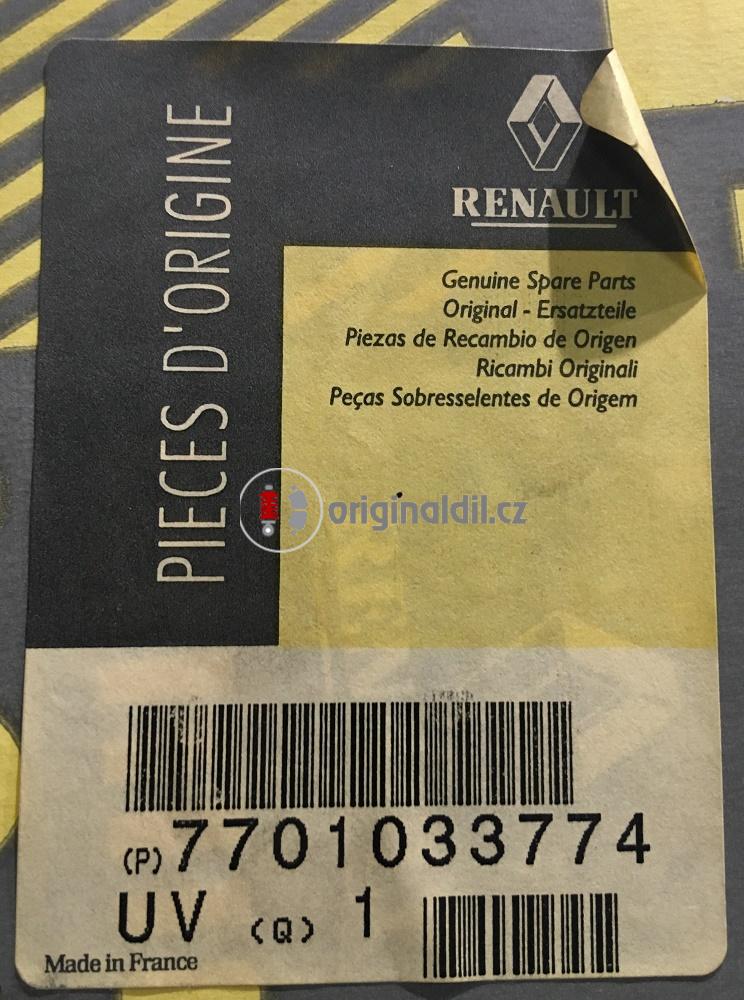 PIECES D'ORIGINE
RENAULT
Genuine Spare Parts
Original - Ersatzteile
Piezas de Recambio de Origen
Ricambi Originali
Peças Sobresselentes de Origem
originaldil.cz
(P) 7701033774
UV (Q) 1
Made in France